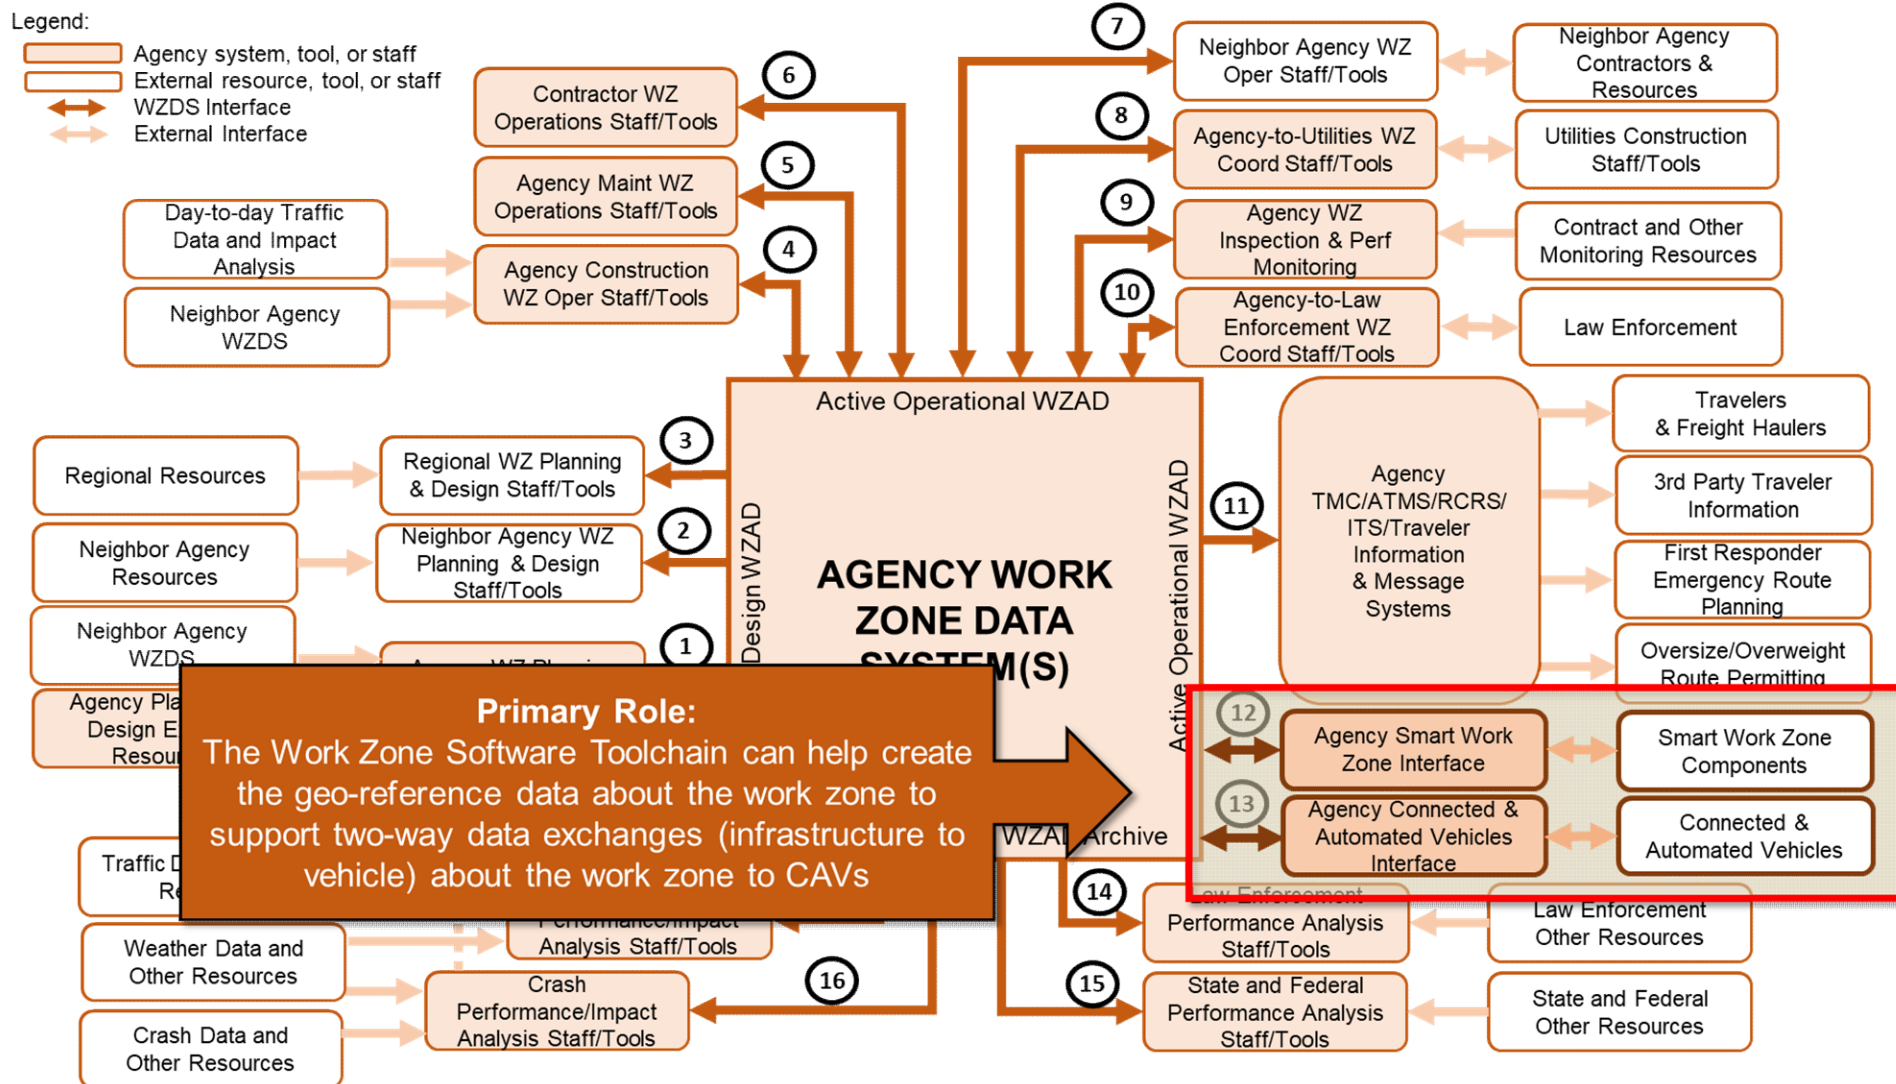 Legend:
Agency system, tool, or staff
External resource, tool, or staff
WZDS Interface
External Interface
6
Contractor WZ
Operations Staff/Tools
5
Agency Maint WZ
Operations Staff/Tools
4
Agency Construction
WZ Oper Staff/Tools
Day-to-day Traffic
Data and Impact
Analysis
Neighbor Agency
WZDS
7
Neighbor Agency WZ
Oper Staff/Tools
Neighbor Agency
Contractors &
Resources
8
Agency-to-Utilities WZ
Coord Staff/Tools
Utilities Construction
Staff/Tools
9
Agency WZ
Inspection & Perf
Monitoring
Contract and Other
Monitoring Resources
10
Agency-to-Law
Enforcement WZ
Coord Staff/Tools
Law Enforcement
Active Operational WZAD
Design WZAD
AGENCY WORK
ZONE DATA
SYSTEM(S)
Active Operational WZAD
WZAD Archive
3
Regional WZ Planning
& Design Staff/Tools
Regional Resources
2
Neighbor Agency WZ
Planning & Design
Staff/Tools
Neighbor Agency
Resources
1
Neighbor Agency
WZDS
Agency WZ Planning
Agency
Design
11
Agency
TMC/ATMS/RCRS/
ITS/Traveler
Information
& Message
Systems
Travelers
& Freight Haulers
3rd Party Traveler
Information
First Responder
Emergency Route
Planning
Oversize/Overweight
Route Permitting
12
Agency Smart Work
Zone Interface
Smart Work Zone
Components
13
Agency Connected &
Automated Vehicles
Interface
Connected &
Automated Vehicles
Primary Role:
The Work Zone Software Toolchain can help create
the geo-reference data about the work zone to
support two-way data exchanges (infrastructure to
vehicle) about the work zone to CAVs
Traffic
Performance/Impact
Analysis Staff/Tools
Weather Data and
Other Resources
16
Crash
Performance/Impact
Analysis Staff/Tools
Crash Data and
Other Resources
14
Law Enforcement
Performance Analysis
Staff/Tools
Law Enforcement
Other Resources
15
State and Federal
Performance Analysis
Staff/Tools
State and Federal
Other Resources